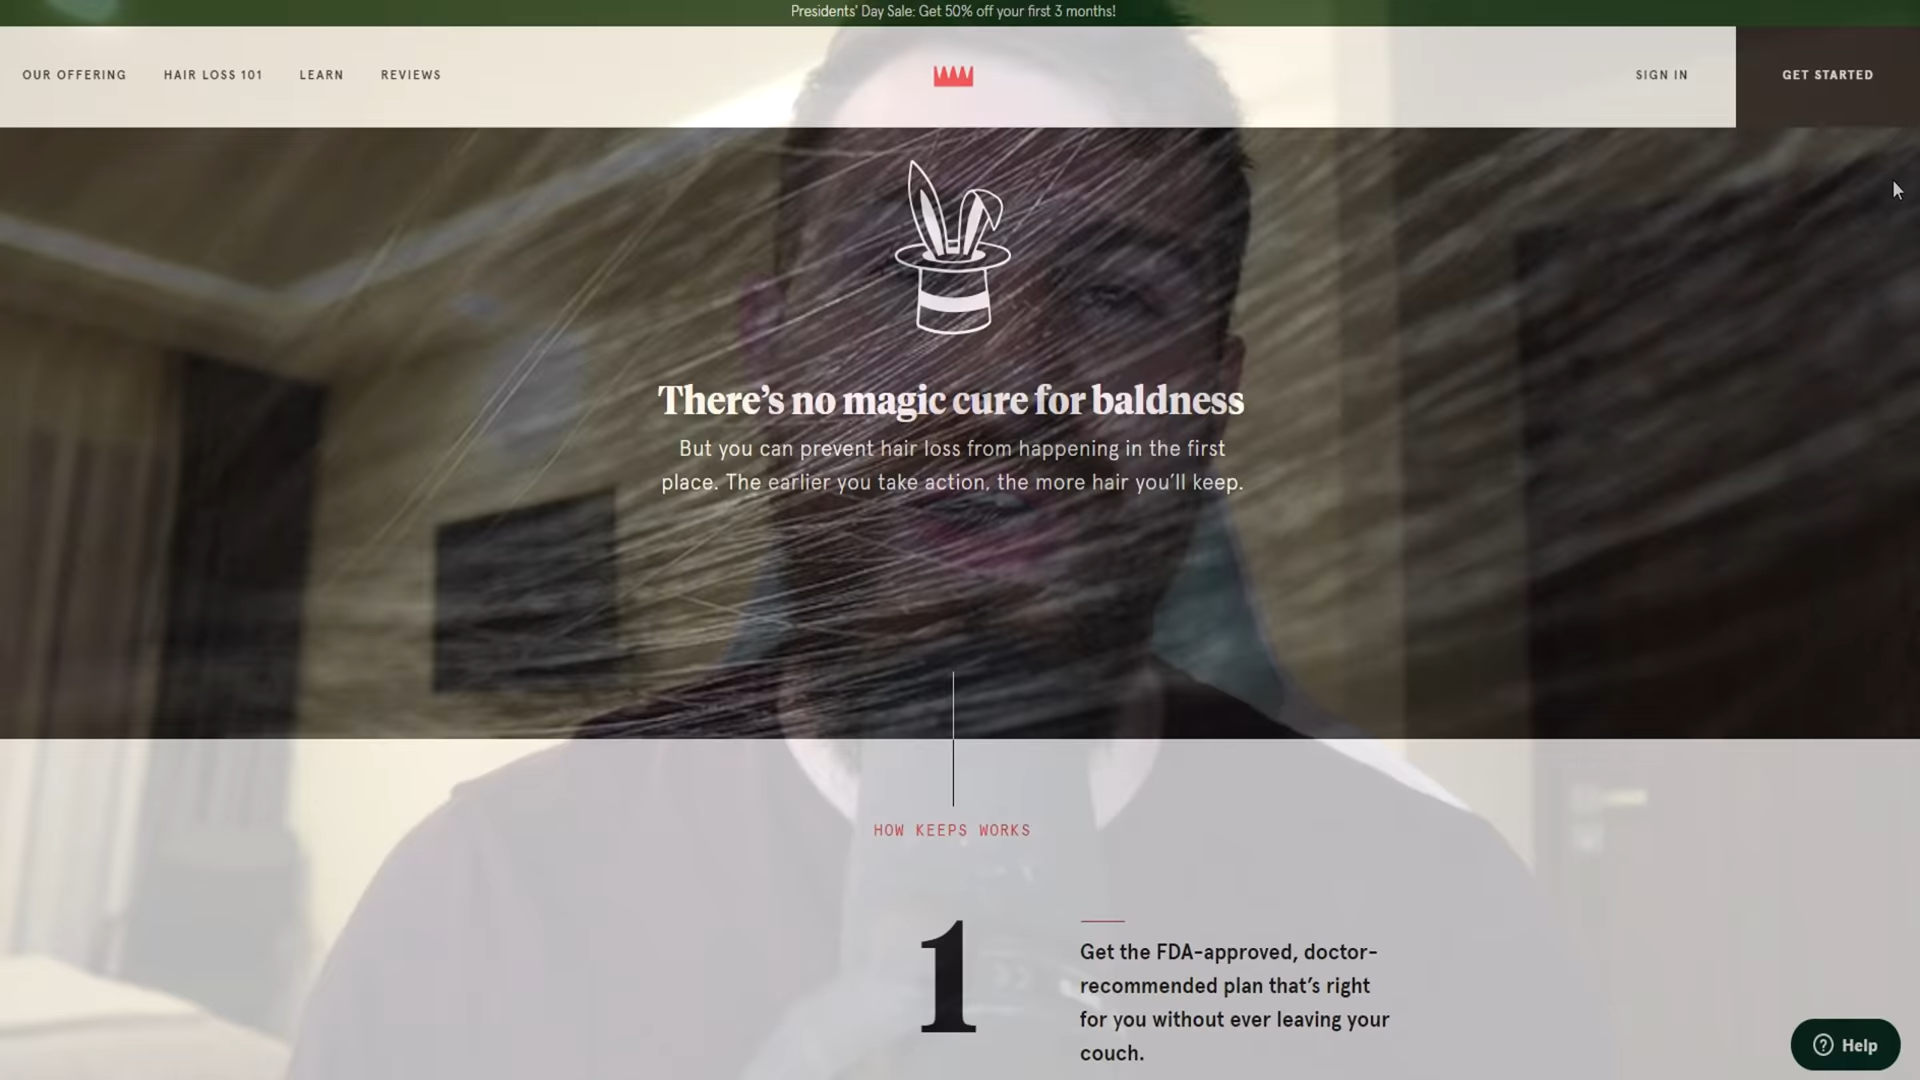 Presidents' Day Sale: Get 50% off your first 3 months!
OUR OFFERING
HAIR LOSS 101
LEARN
REVIEWS
SIGN IN
GET STARTED
There's no magic cure for baldness
But you can prevent hair loss from happening in the first
place. The earlier you take action, the more hair you'll keep.
HOW KEEPS WORKS
1
Get the FDA-approved, doctor-
recommended plan that's right
for you without ever leaving your
couch.
Help